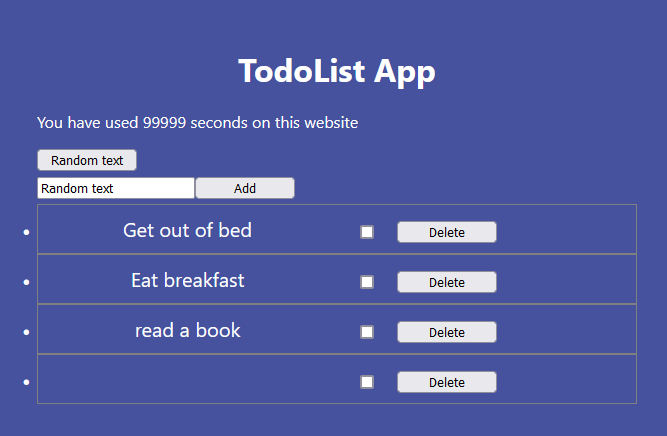 TodoList App
You have used 99999 seconds on this website
Random text
Random text Add
Get out of bed Delete
Eat breakfast Delete
read a book Delete
Delete